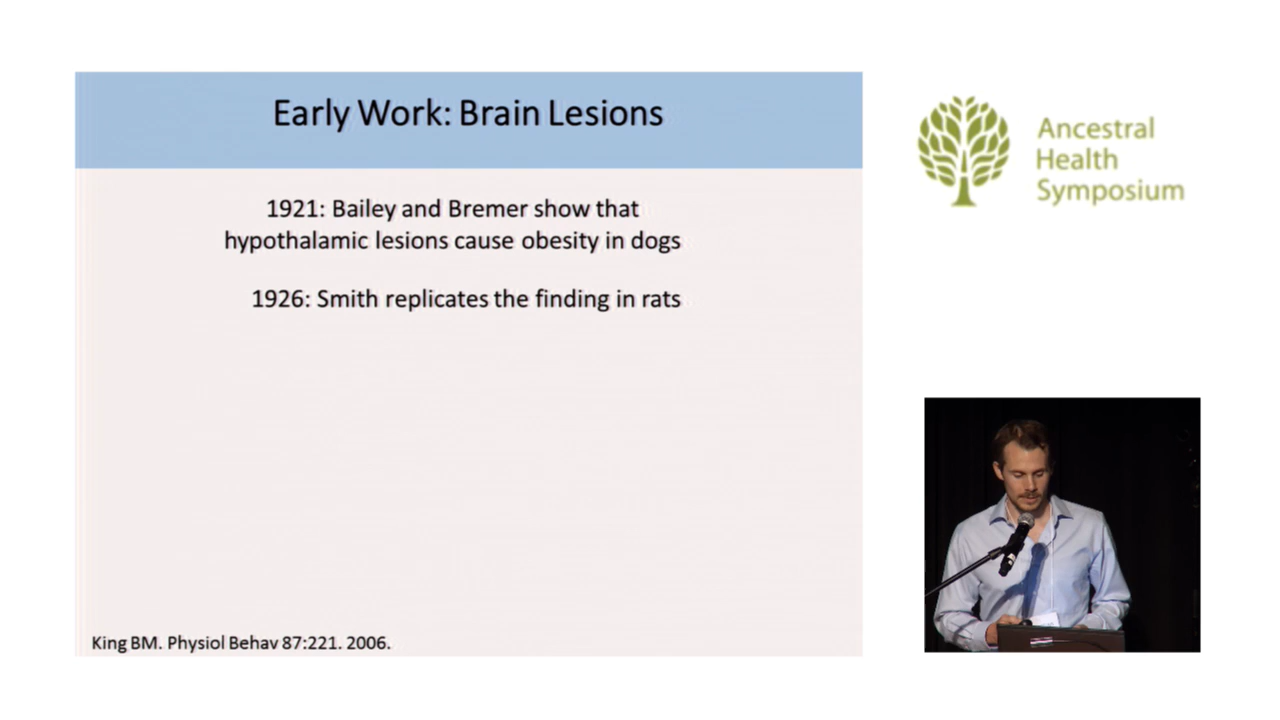 Early Work: Brain Lesions
1921: Bailey and Bremer show that
hypothalamic lesions cause obesity in dogs
1926: Smith replicates the finding in rats
King BM. Physiol Behav 87:221. 2006.
Ancestral
Health
Symposium